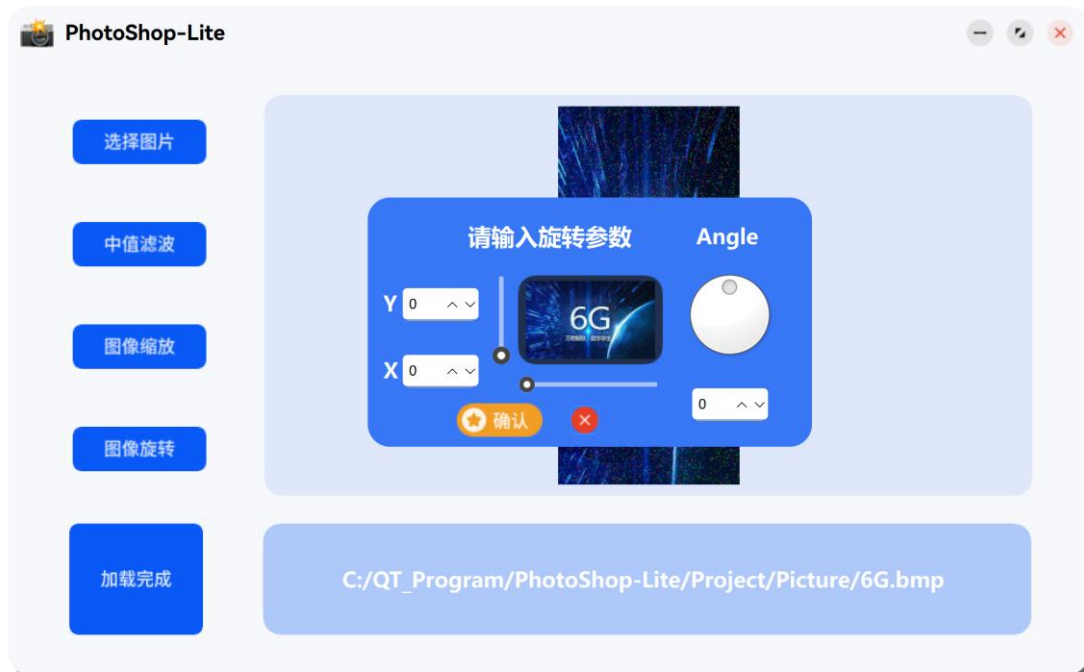 PhotoShop-Lite
选择图片
中值滤波
图像缩放
图像旋转
请输入旋转参数
Angle
Y 0
6G
X 0
0
确认
加载完成
C:/QT_Program/PhotoShop-Lite/Project/Picture/6G.bmp